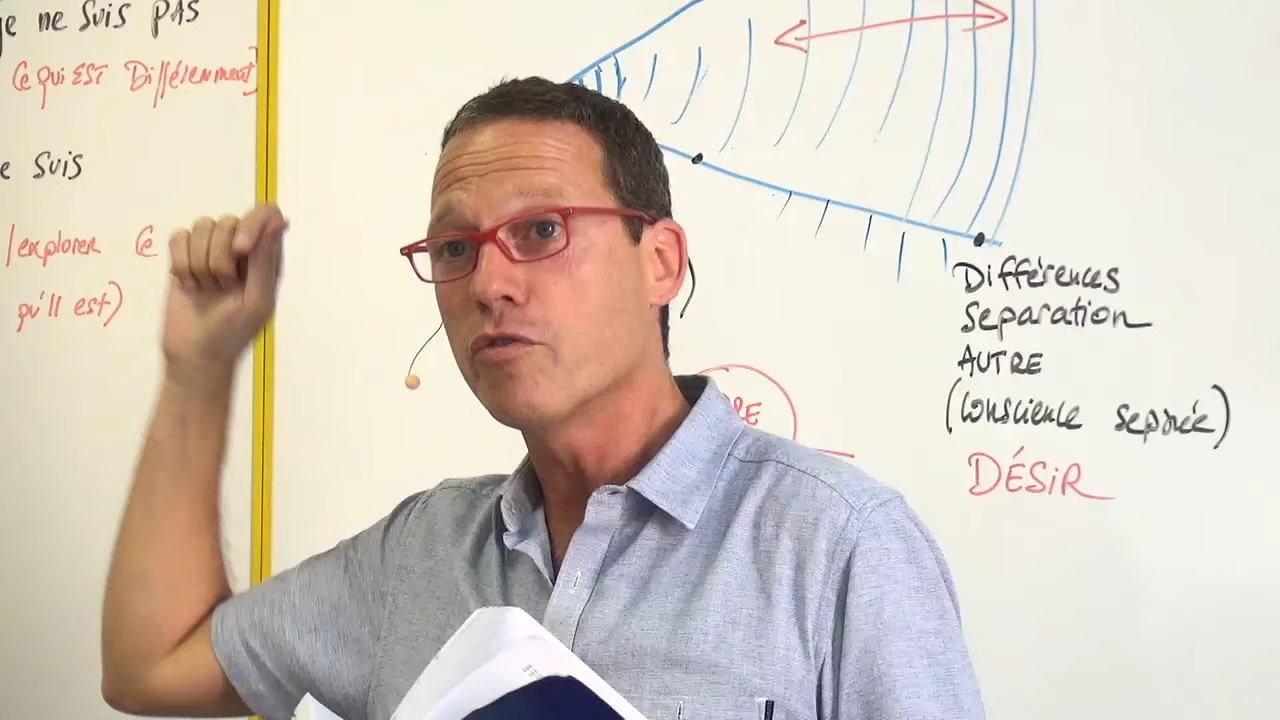 je ne suis pas
Ce qui EST Différemment]
e suis
/explorer Ce
qu'il est)
Différences
Separation
AUTRE
(Conscience separée)
DÉSIR